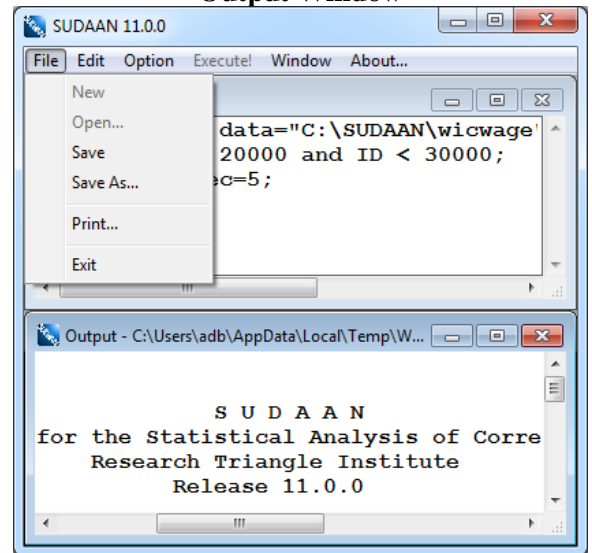 SUDAAN 11.0.0
File Edit Option Execute! Window About...
New
Open...
Save
Save As...
Print...
Exit
data="C:\SUDAAN\wicwage"
20000 and ID < 30000;
ec=5;
Output - C:\Users\adb\AppData\Local\Temp\W...
S U D A A N
for the Statistical Analysis of Corre
Research Triangle Institute
Release 11.0.0